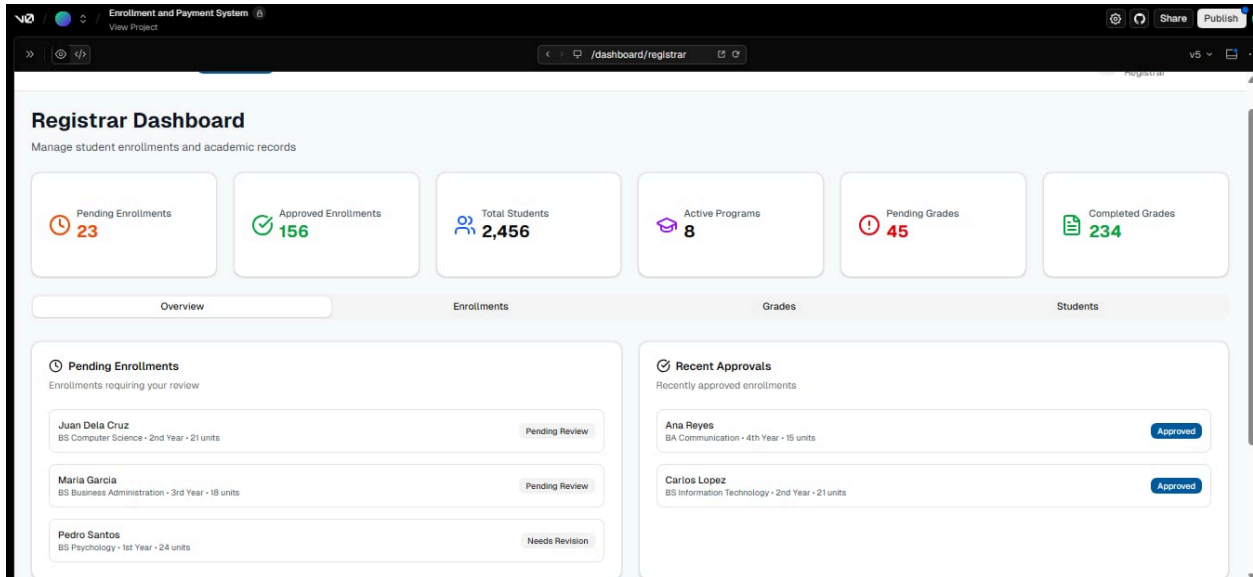 v0
Enrollment and Payment System
View Project
Share
Publish
/dashboard/registrar
v5
Registrar
Registrar Dashboard
Manage student enrollments and academic records
Pending Enrollments
23
Approved Enrollments
156
Total Students
2,456
Active Programs
8
Pending Grades
45
Completed Grades
234
Overview
Enrollments
Grades
Students
Pending Enrollments
Enrollments requiring your review
Juan Dela Cruz
BS Computer Science • 2nd Year • 21 units
Pending Review
Maria Garcia
BS Business Administration • 3rd Year • 18 units
Pending Review
Pedro Santos
BS Psychology • 1st Year • 24 units
Needs Revision
Recent Approvals
Recently approved enrollments
Ana Reyes
BA Communication • 4th Year • 15 units
Approved
Carlos Lopez
BS Information Technology • 2nd Year • 21 units
Approved